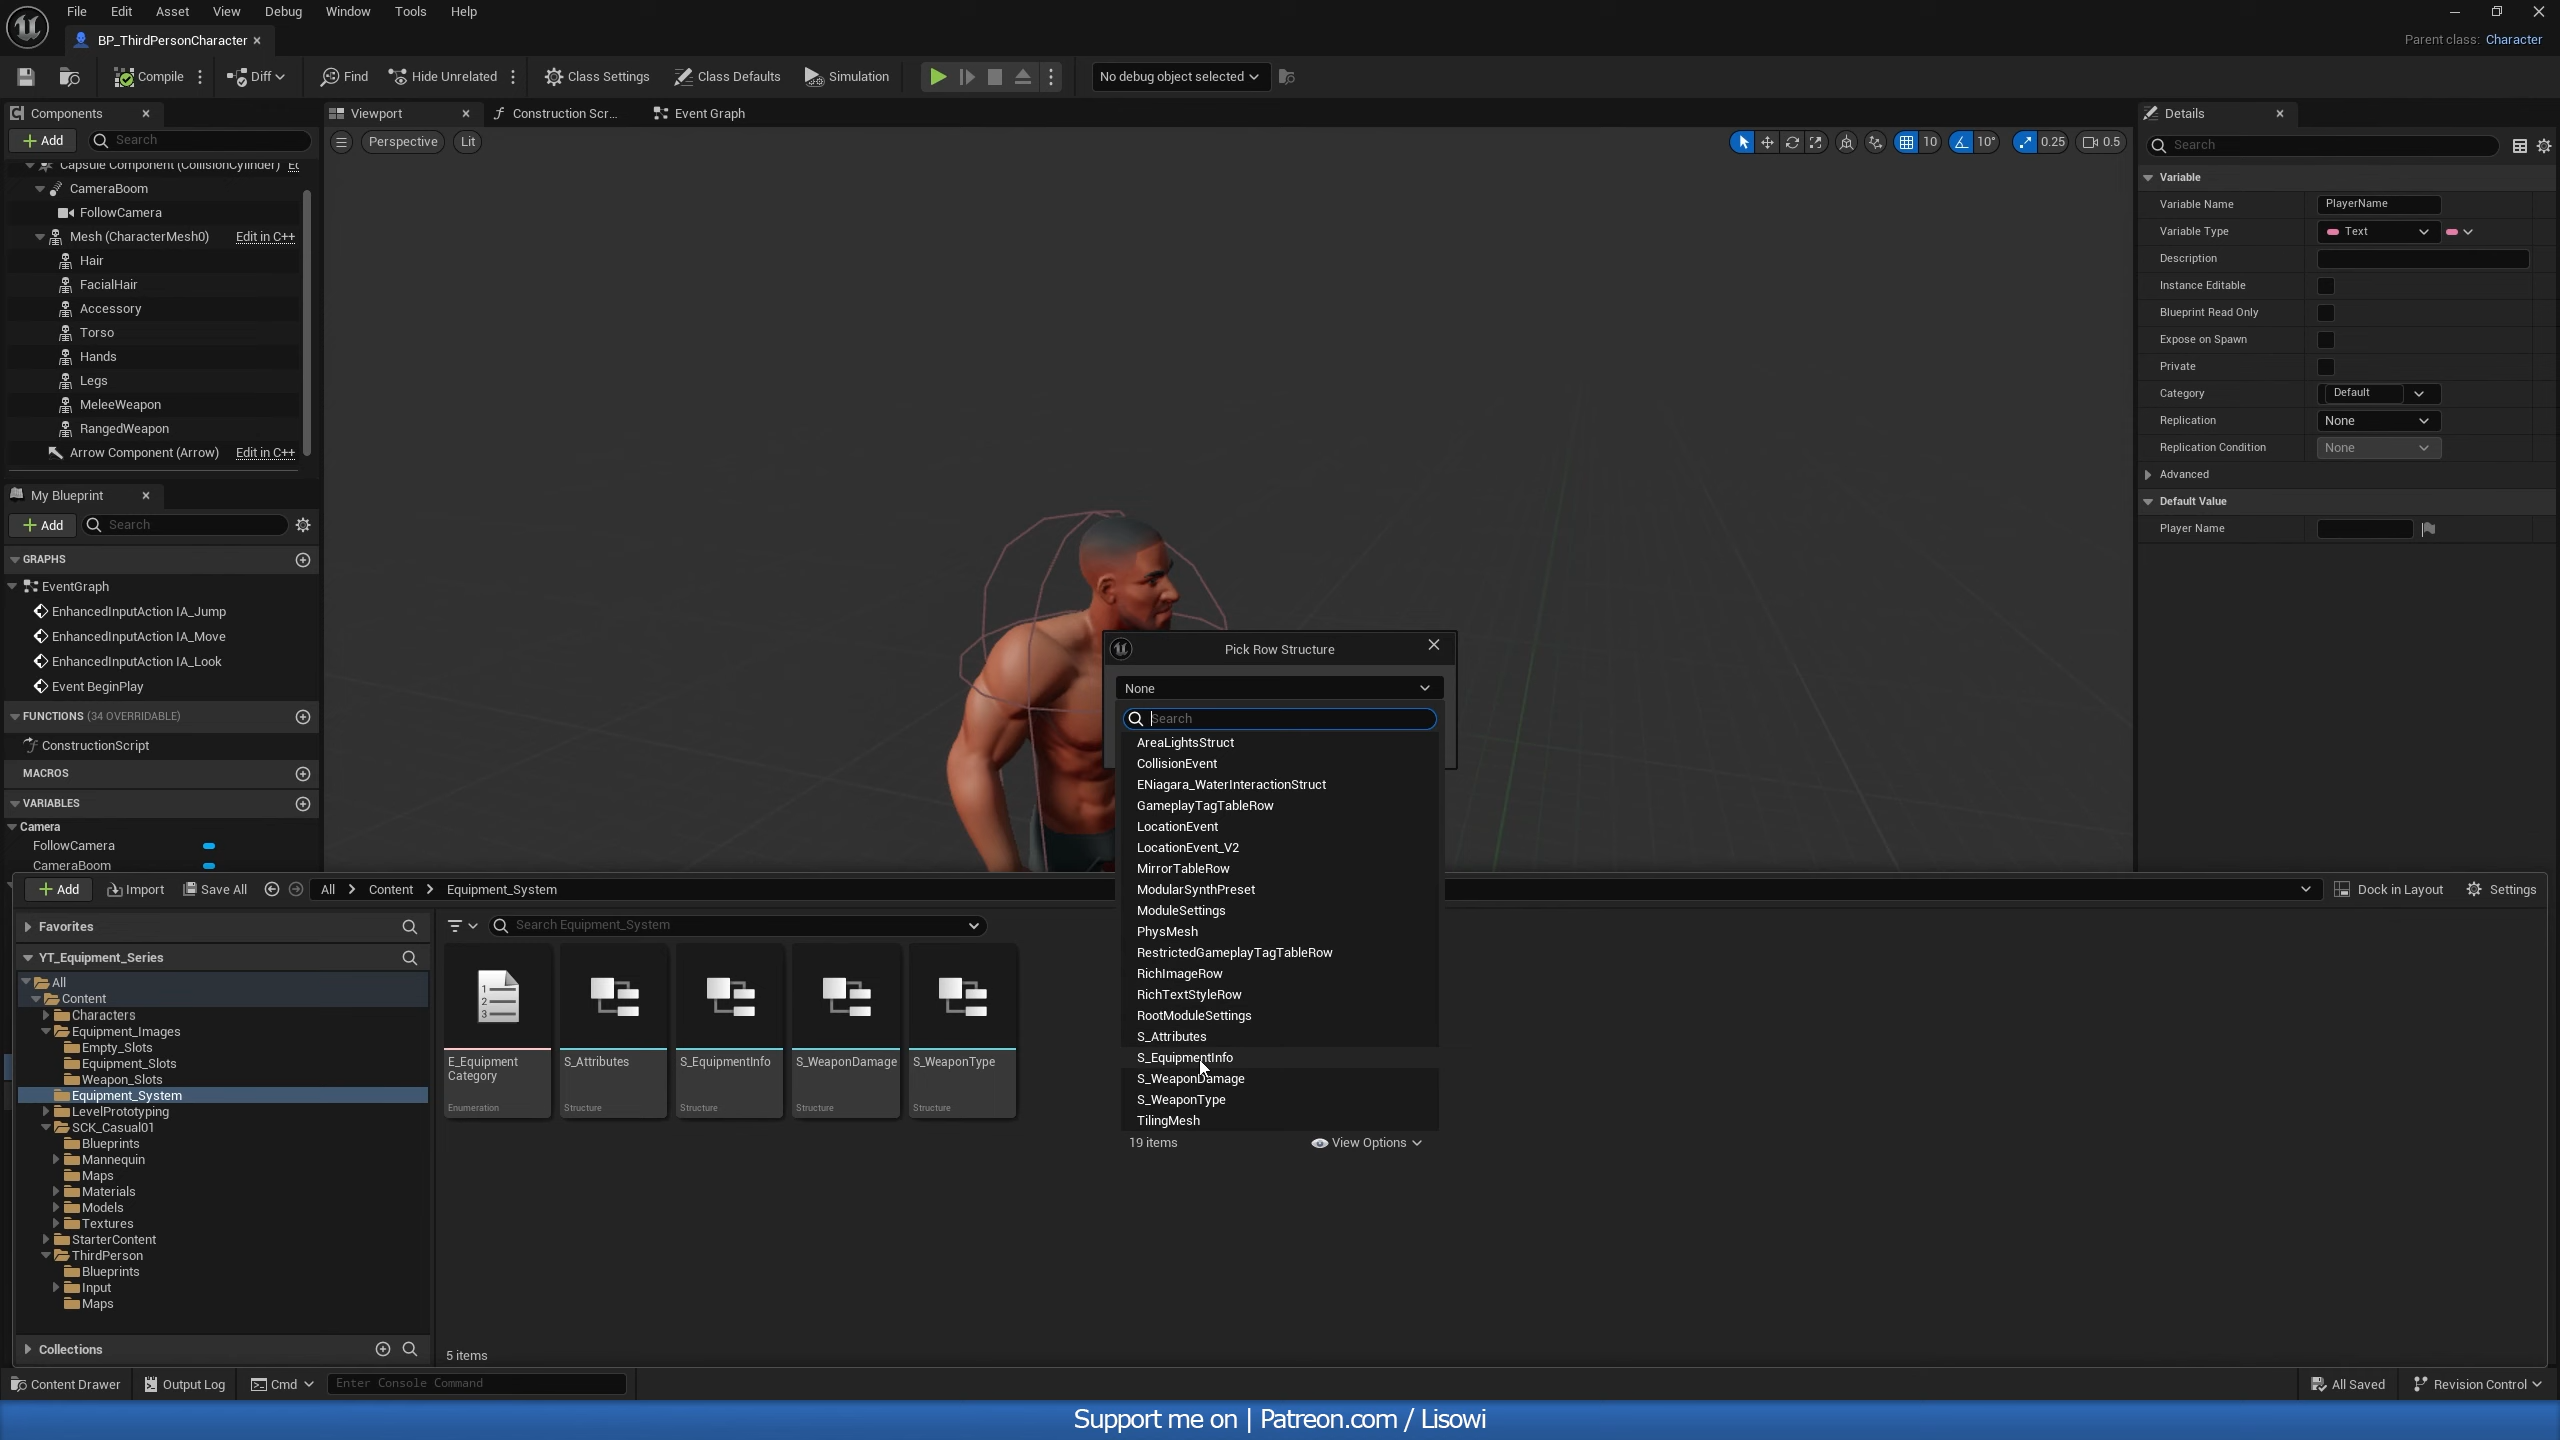 File Edit Asset View Debug Window Tools Help
BP_ThirdPersonCharacter
Parent class: Character
Compile Diff Find Hide Unrelated Class Settings Class Defaults Simulation No debug object selected
Components
Add Search
Capsule Component (CollisionCylinder)
CameraBoom
FollowCamera
Mesh (CharacterMesh0) Edit in C++
Hair
FacialHair
Accessory
Torso
Hands
Legs
MeleeWeapon
RangedWeapon
Arrow Component (Arrow) Edit in C++
My Blueprint
Add Search
GRAPHS
EventGraph
EnhancedInputAction IA_Jump
EnhancedInputAction IA_Move
EnhancedInputAction IA_Look
Event BeginPlay
FUNCTIONS (34 OVERRIDABLE)
ConstructionScript
MACROS
VARIABLES
Camera
FollowCamera
CameraBoom
Viewport Construction Scr... Event Graph
Perspective Lit
10 10° 0.25 0.5
Details
Search
Variable
Variable Name PlayerName
Variable Type Text
Description
Instance Editable
Blueprint Read Only
Expose on Spawn
Private
Category Default
Replication None
Replication Condition None
Advanced
Default Value
Player Name
Pick Row Structure
None
Search
AreaLightsStruct
CollisionEvent
ENiagara_WaterInteractionStruct
GameplayTagTableRow
LocationEvent
LocationEvent_V2
MirrorTableRow
ModularSynthPreset
ModuleSettings
PhysMesh
RestrictedGameplayTagTableRow
RichImageRow
RichTextStyleRow
RootModuleSettings
S_Attributes
S_EquipmentInfo
S_WeaponDamage
S_WeaponType
TilingMesh
19 items View Options
Add Import Save All All Content Equipment_System Dock in Layout Settings
Favorites
YT_Equipment_Series
All
Content
Characters
Equipment_Images
Empty_Slots
Equipment_Slots
Weapon_Slots
Equipment_System
LevelPrototyping
SCK_Casual01
Blueprints
Mannequin
Maps
Materials
Models
Textures
StarterContent
ThirdPerson
Blueprints
Input
Maps
Collections
Search Equipment_System
E_Equipment
Category
Enumeration
S_Attributes
Structure
S_EquipmentInfo
Structure
S_WeaponDamage
Structure
S_WeaponType
Structure
5 items
Content Drawer Output Log Cmd Enter Console Command All Saved Revision Control
Support me on | Patreon.com / Lisowi